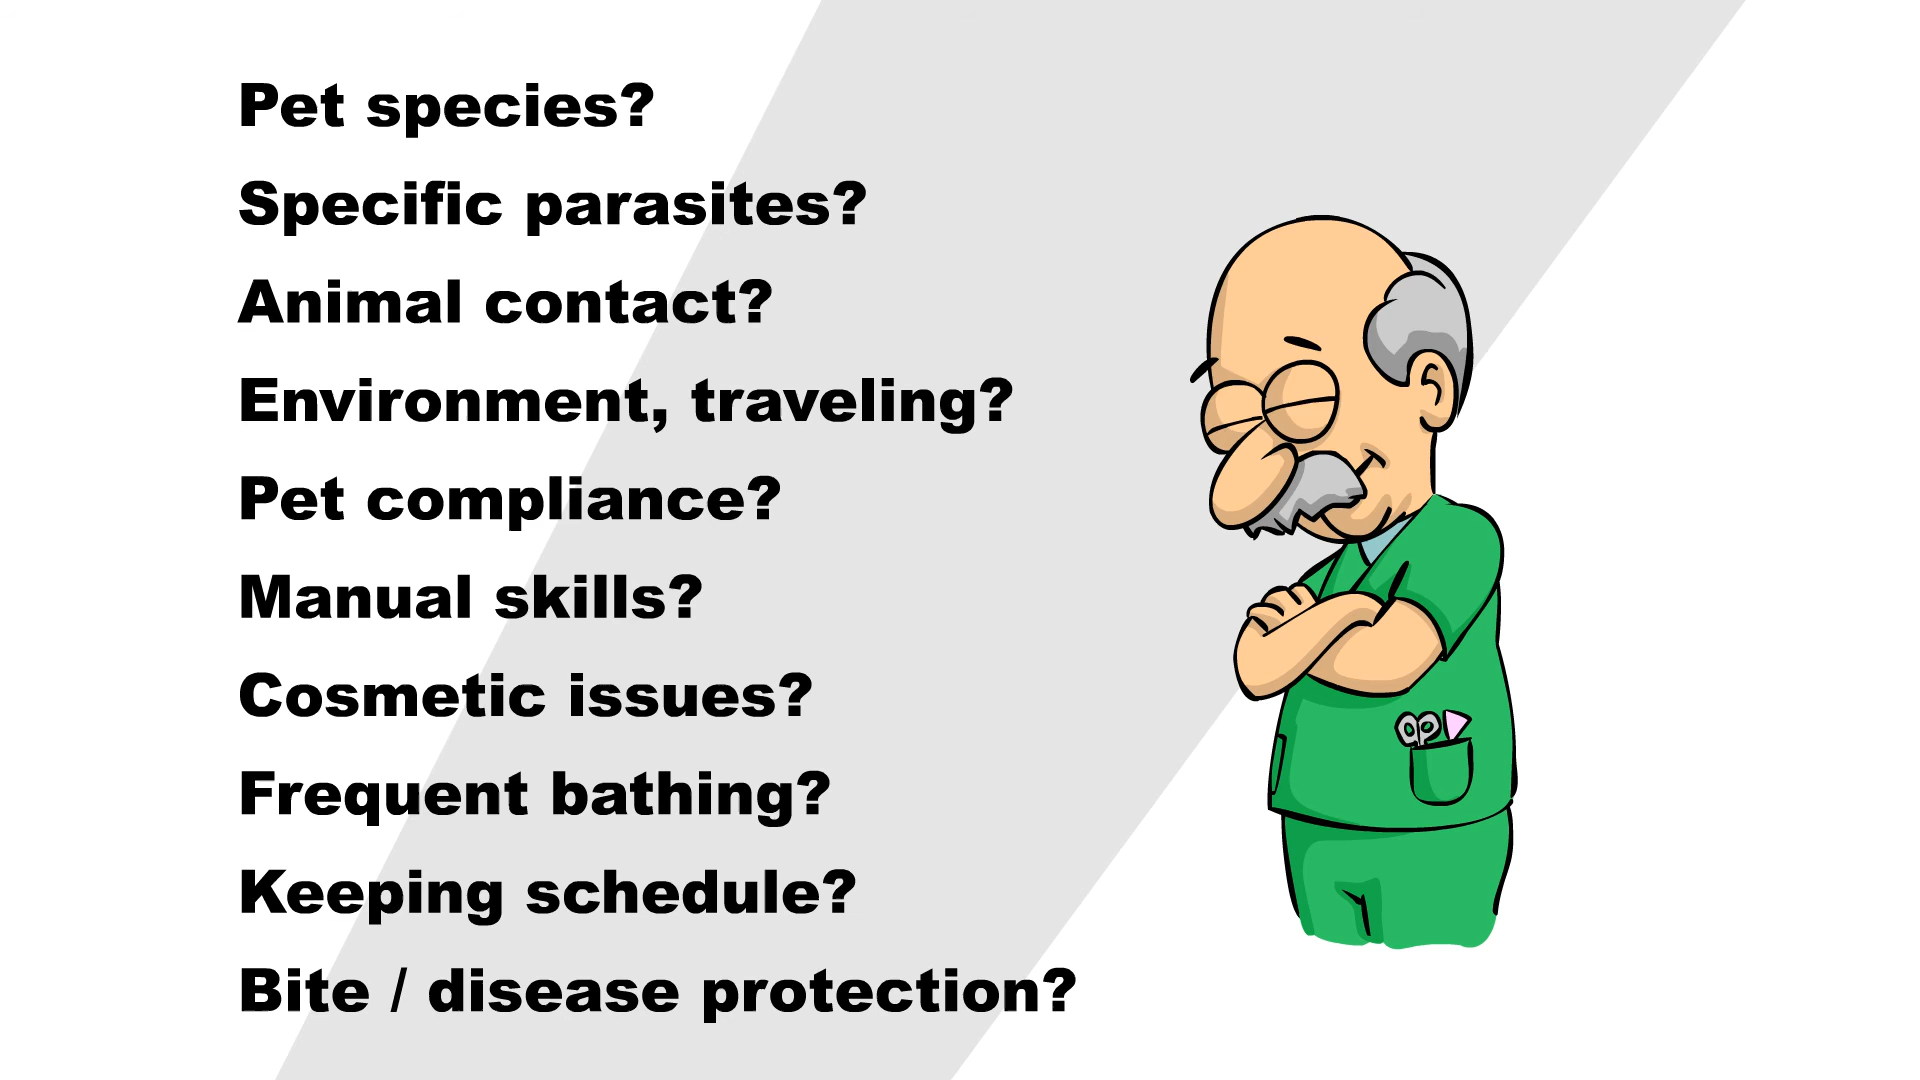 Pet species?
Specific parasites?
Animal contact?
Environment, traveling?
Pet compliance?
Manual skills?
Cosmetic issues?
Frequent bathing?
Keeping schedule?
Bite / disease protection?